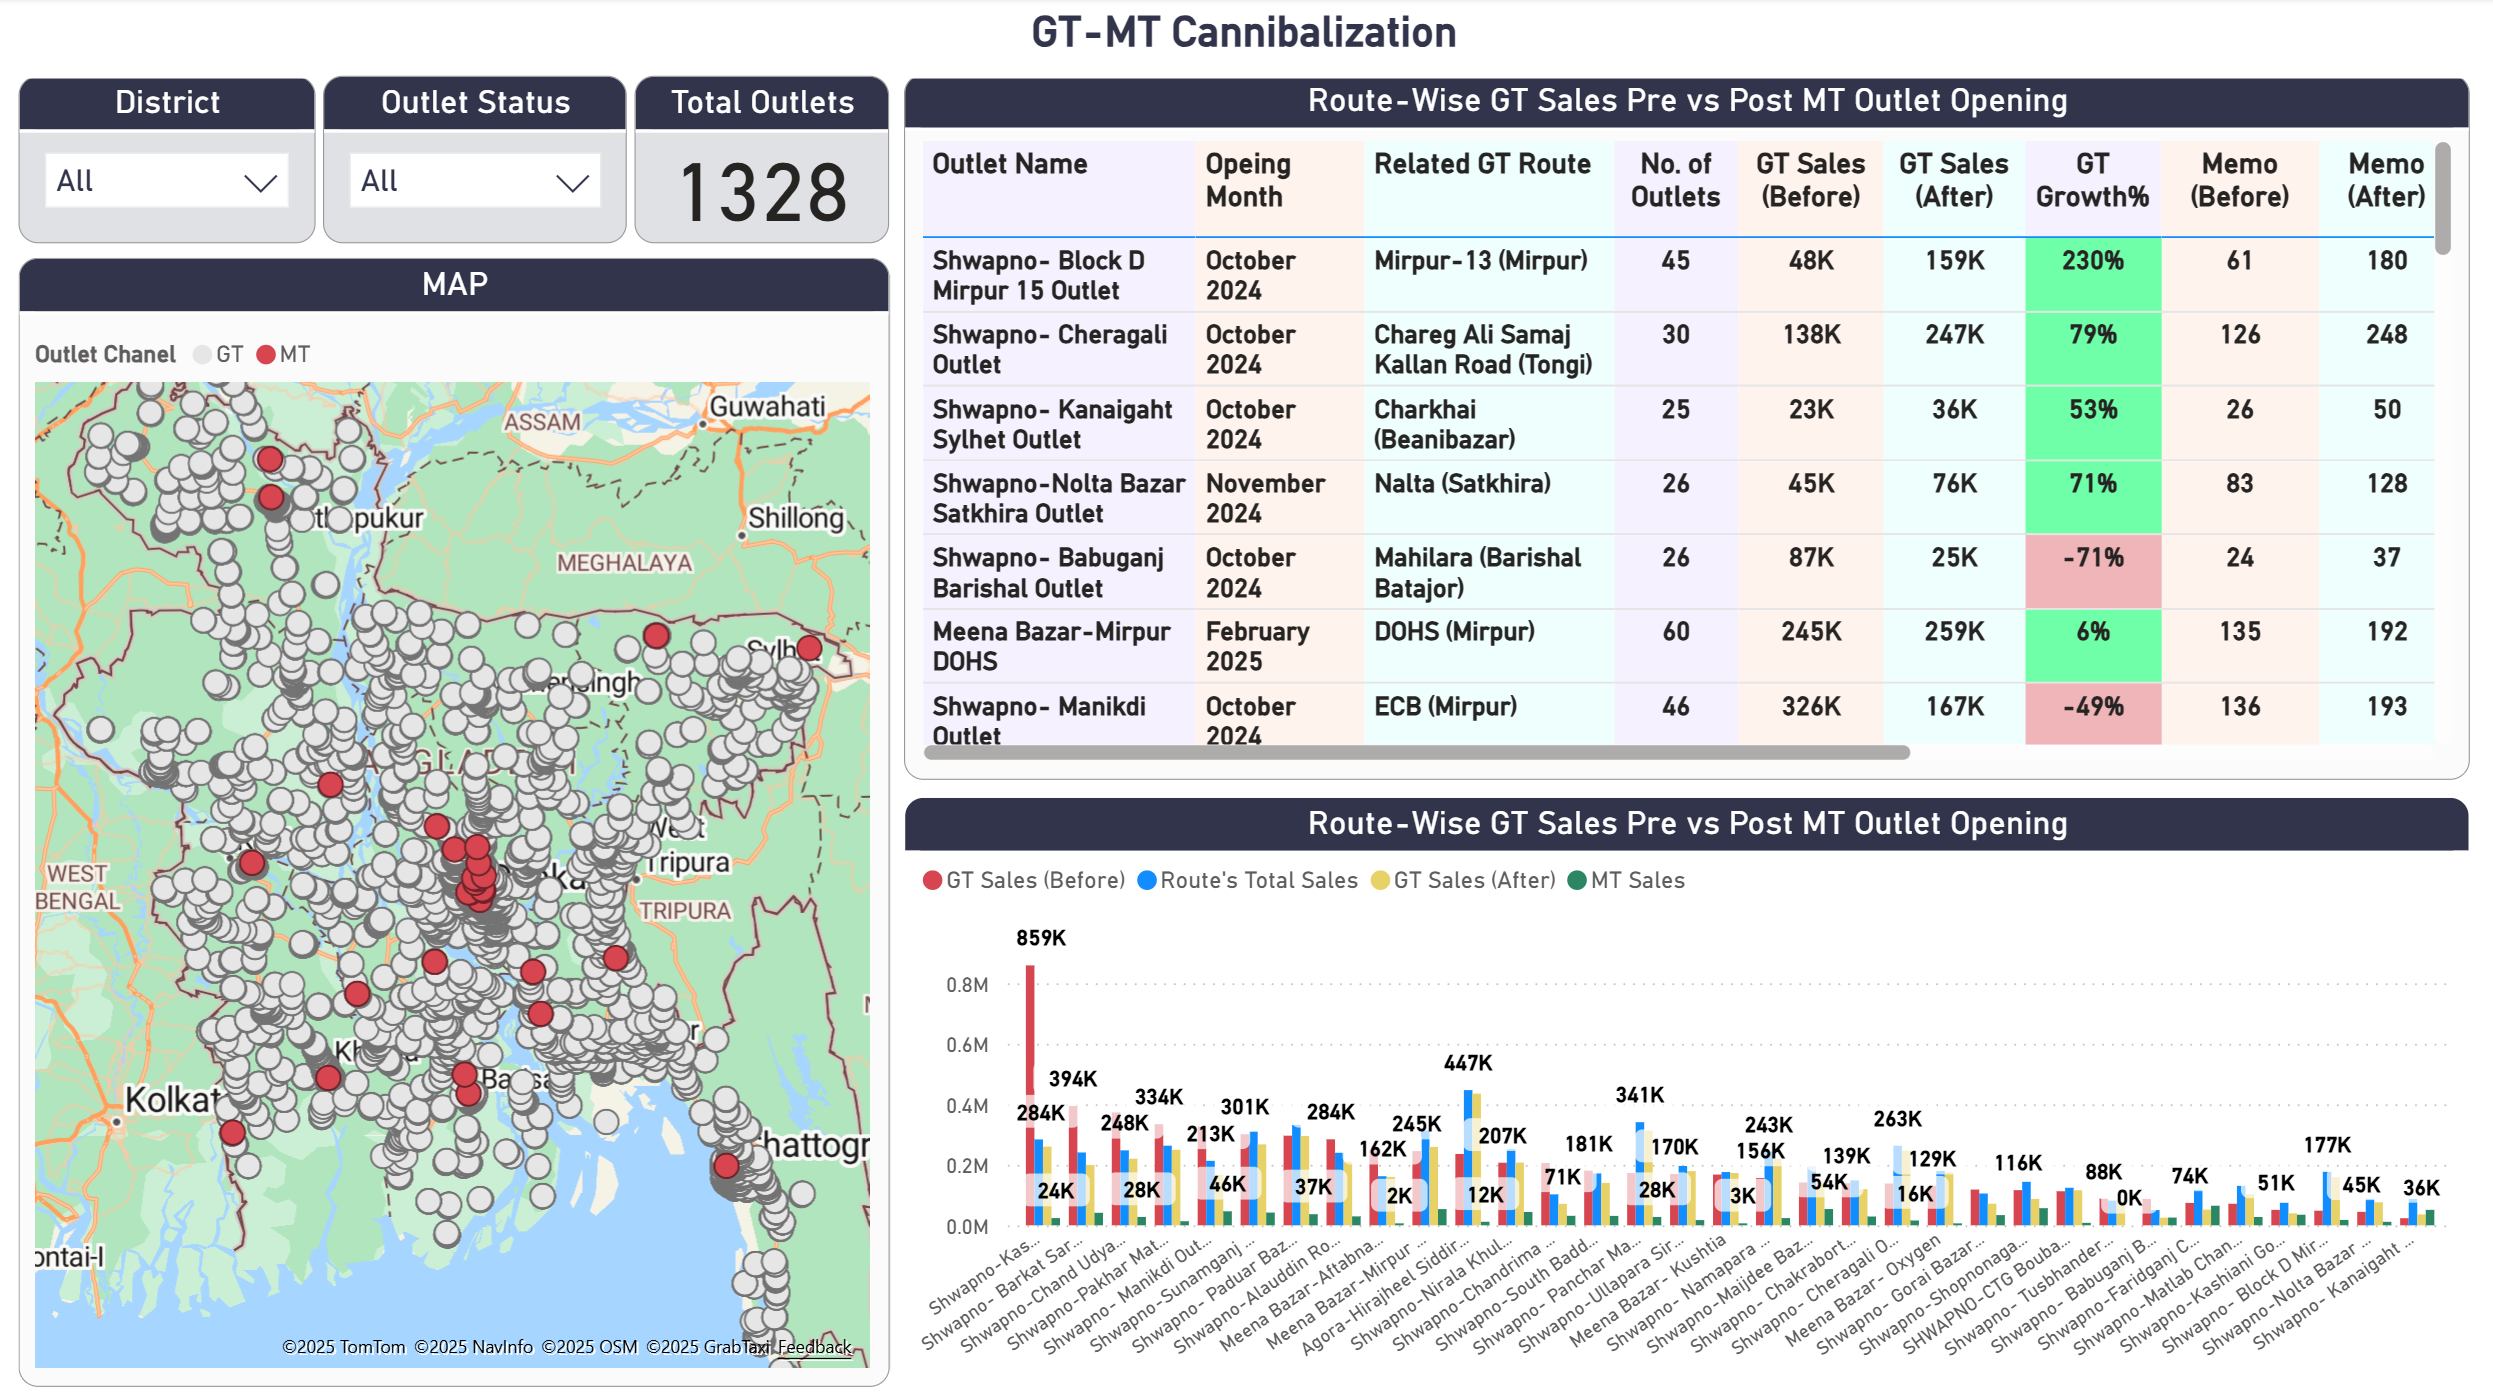 GT-MT Cannibalization
District
Outlet Status
Total Outlets
All
All
1328
MAP
Outlet Chanel GT MT
Guwahati
ASSAM
Shillong
MEGHALAYA
WEST
BENGAL
Tripura
TRIPURA
Kolkat
hattogr
ontai-I
©2025 TomTom ©2025 NavInfo ©2025 OSM ©2025 GrabTaxi Feedback
Route-Wise GT Sales Pre vs Post MT Outlet Opening
Outlet Name Opeing Month Related GT Route No. of Outlets GT Sales (Before) GT Sales (After) GT Growth% Memo (Before) Memo (After)
Shwapno- Block D Mirpur 15 Outlet October 2024 Mirpur-13 (Mirpur) 45 48K 159K 230% 61 180
Shwapno- Cheragali Outlet October 2024 Chareg Ali Samaj Kallan Road (Tongi) 30 138K 247K 79% 126 248
Shwapno- Kanaigaht Sylhet Outlet October 2024 Charkhai (Beanibazar) 25 23K 36K 53% 26 50
Shwapno-Nolta Bazar Satkhira Outlet November 2024 Nalta (Satkhira) 26 45K 76K 71% 83 128
Shwapno- Babuganj Barishal Outlet October 2024 Mahilara (Barishal Batajor) 26 87K 25K -71% 24 37
Meena Bazar-Mirpur DOHS February 2025 DOHS (Mirpur) 60 245K 259K 6% 135 192
Shwapno- Manikdi Outlet October 2024 ECB (Mirpur) 46 326K 167K -49% 136 193
Route-Wise GT Sales Pre vs Post MT Outlet Opening
GT Sales (Before) Route's Total Sales GT Sales (After) MT Sales
0.8M
0.6M
0.4M
0.2M
0.0M
859K 284K 24K 394K 248K 28K 334K 213K 46K 301K 37K 284K 162K 2K 245K 447K 12K 207K 71K 181K 341K 28K 170K 3K 156K 243K 54K 139K 263K 16K 129K 116K 88K 0K 74K 51K 177K 45K 36K
Shwapno-Kas...
Shwapno- Barkat Sar...
Shwapno-Chand Udya...
Shwapno-Pakhar Mat...
Shwapno- Manikdi Out...
Shwapno-Sunamganj ...
Shwapno- Paduar Baz...
Shwapno-Alauddin Ro...
Meena Bazar-Aftabna...
Meena Bazar-Mirpur ...
Agora-Hirajheel Siddir...
Shwapno-Nirala Khul...
Shwapno-Chandrima ...
Shwapno-South Badd...
Shwapno- Panchar Ma...
Shwapno-Ullapara Sir...
Meena Bazar- Kushtia
Shwapno- Namapara ...
Shwapno-Maijdee Baz...
Shwapno- Chakrabort...
Shwapno- Cheragali O...
Meena Bazar- Oxygen
Shwapno- Gorai Bazar...
Shwapno-Shopnonaga...
SHWAPNO-CTG Bouba...
Shwapno- Tusbhander...
Shwapno- Babuganj B...
Shwapno-Faridganj C...
Shwapno-Matlab Chan...
Shwapno-Kashiani Go...
Shwapno- Block D Mir...
Shwapno-Nolta Bazar ...
Shwapno- Kanaigaht ...